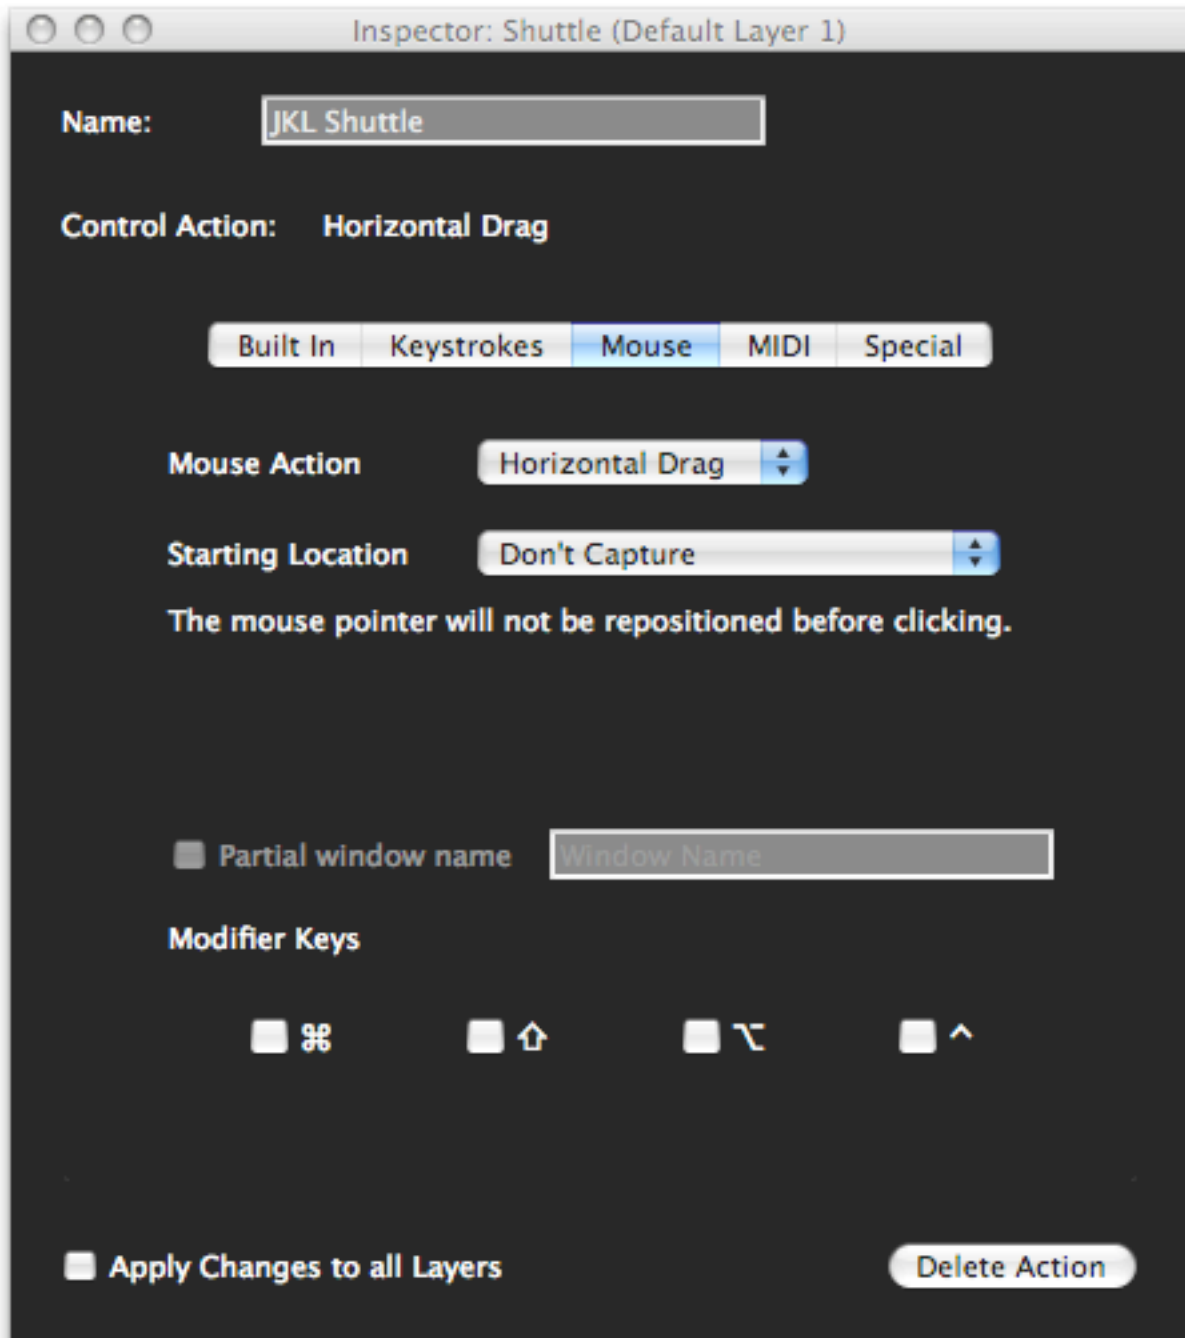 Inspector: Shuttle (Default Layer 1)
Name: JKL Shuttle
Control Action: Horizontal Drag
Built In Keystrokes Mouse MIDI Special
Mouse Action Horizontal Drag
Starting Location Don't Capture
The mouse pointer will not be repositioned before clicking.
Partial window name Window Name
Modifier Keys
⌘ ⇧ ⌥ ^
Apply Changes to all Layers Delete Action